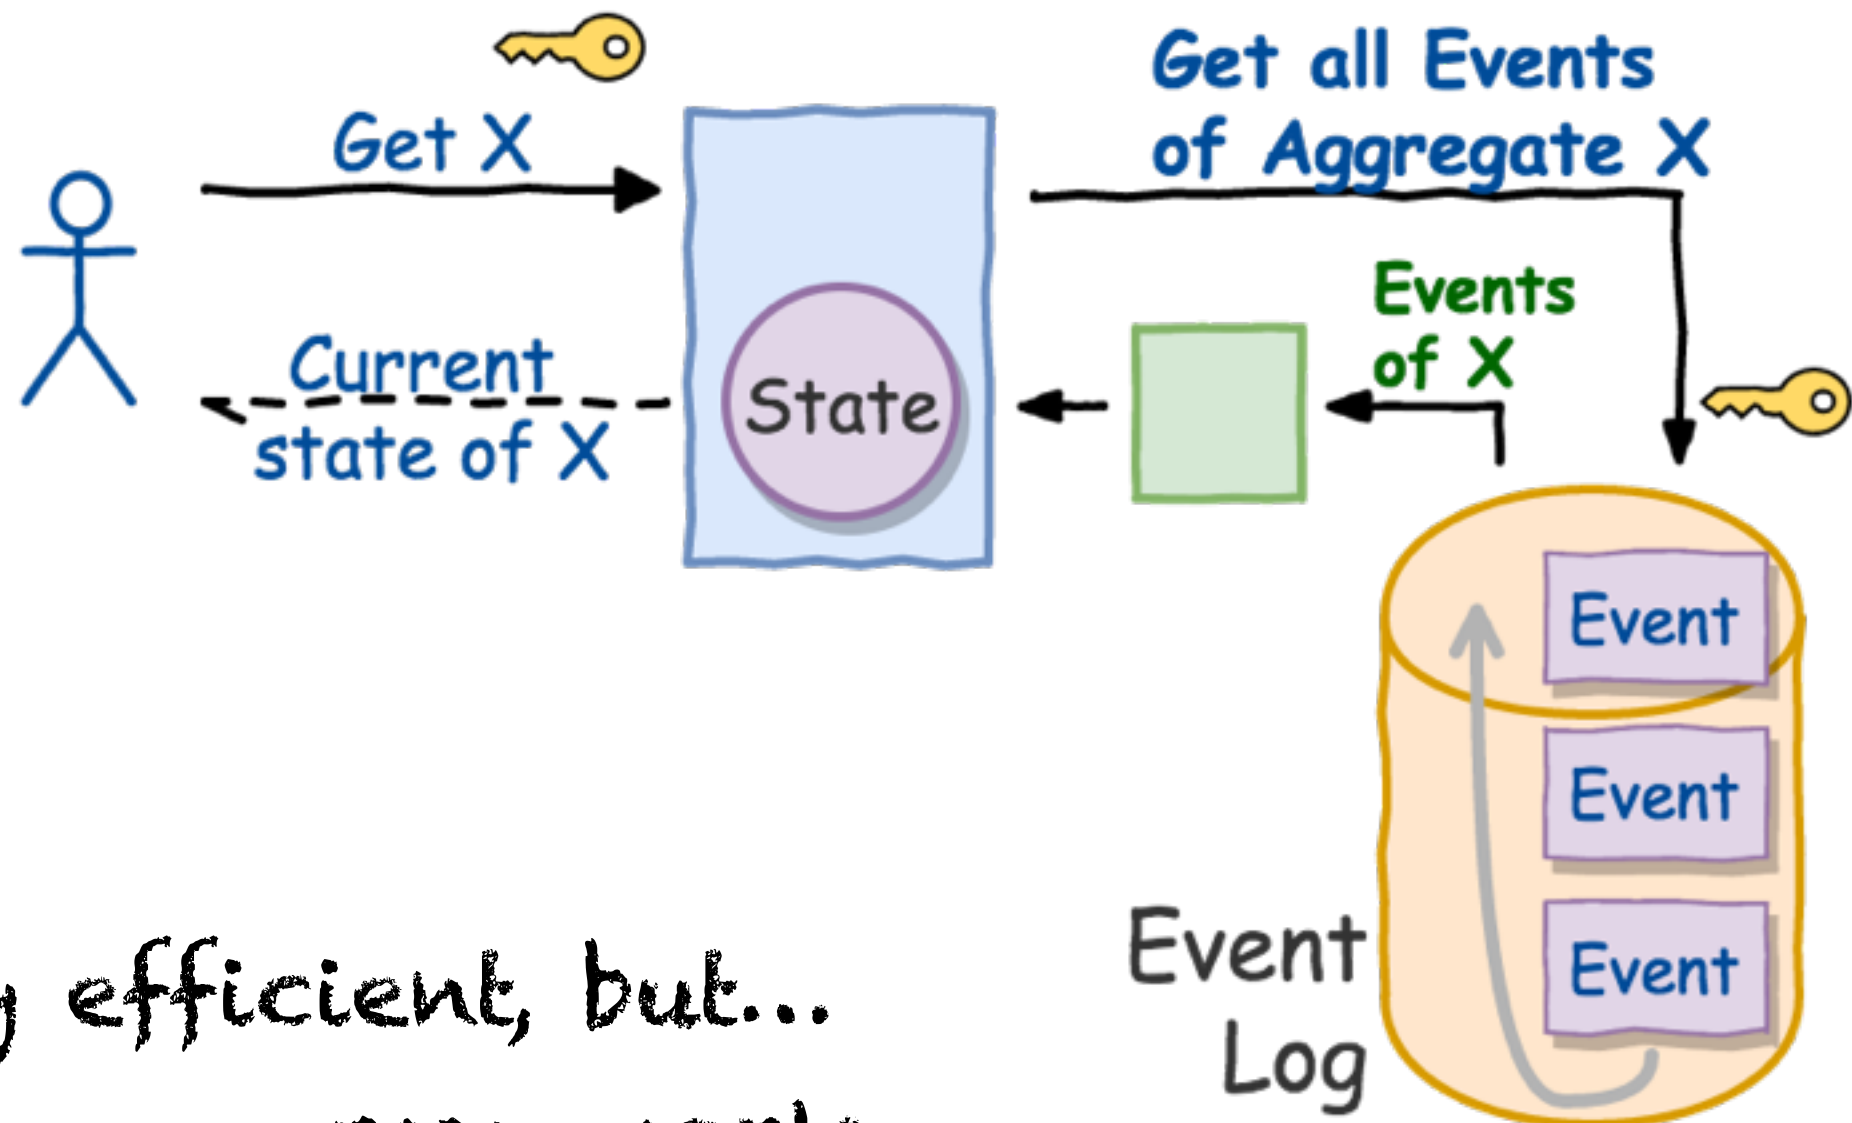 Get X
Get all Events
of Aggregate X
Events
of X
Current
state of X
State
Event
Event
Event
Event
Log
efficient, but...